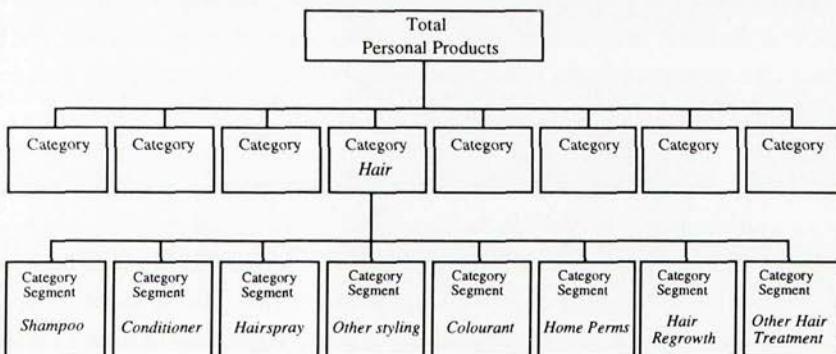 Total
Personal Products
Category
Category
Category
Category
Hair
Category
Category
Category
Category
Category
Segment
Shampoo
Category
Segment
Conditioner
Category
Segment
Hairspray
Category
Segment
Other styling
Category
Segment
Colourant
Category
Segment
Home Perms
Category
Segment
Hair
Regrowth
Category
Segment
Other Hair
Treatment